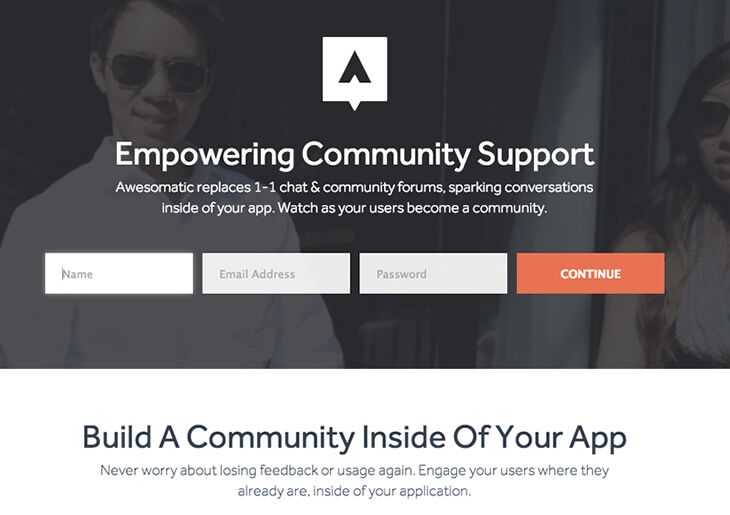 Empowering Community Support
Awesomatic replaces 1-1 chat & community forums, sparking conversations
inside of your app. Watch as your users become a community.
Name
Email Address
Password
CONTINUE
Build A Community Inside Of Your App
Never worry about losing feedback or usage again. Engage your users where they
already are, inside of your application.